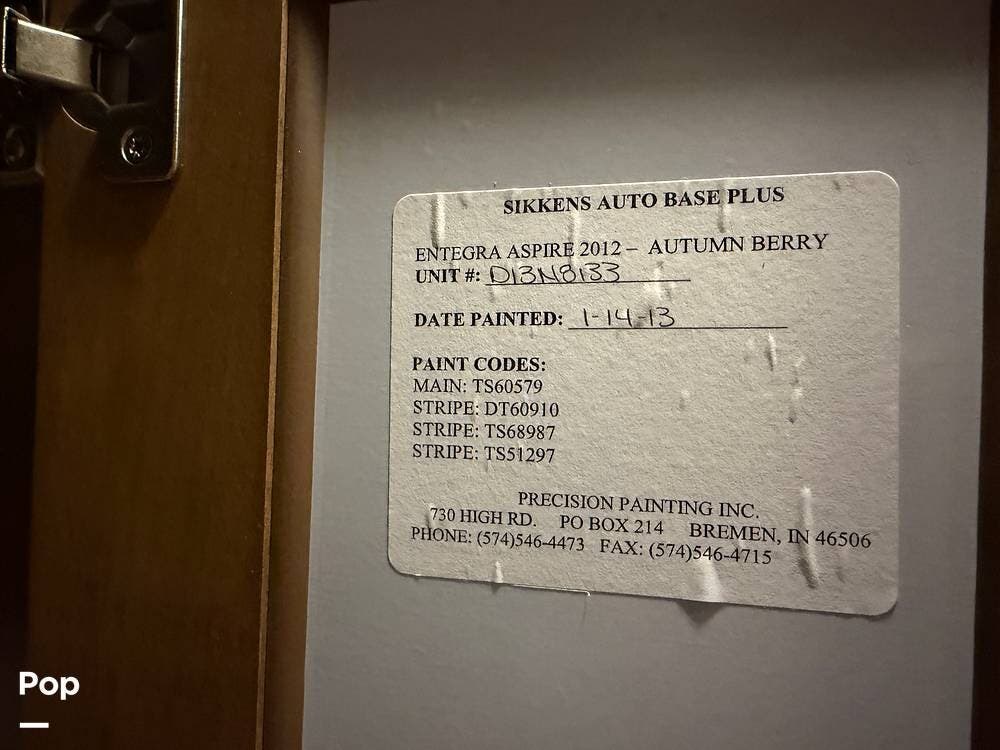 SIKKENS AUTO BASE PLUS
ENTEGRA ASPIRE 2012 – AUTUMN BERRY
UNIT #: D13N8133
DATE PAINTED: 1-14-13
PAINT CODES:
MAIN: TS60579
STRIPE: DT60910
STRIPE: TS68987
STRIPE: TS51297
PRECISION PAINTING INC.
730 HIGH RD. PO BOX 214 BREMEN, IN 46506
PHONE: (574)546-4473 FAX: (574)546-4715
Pop